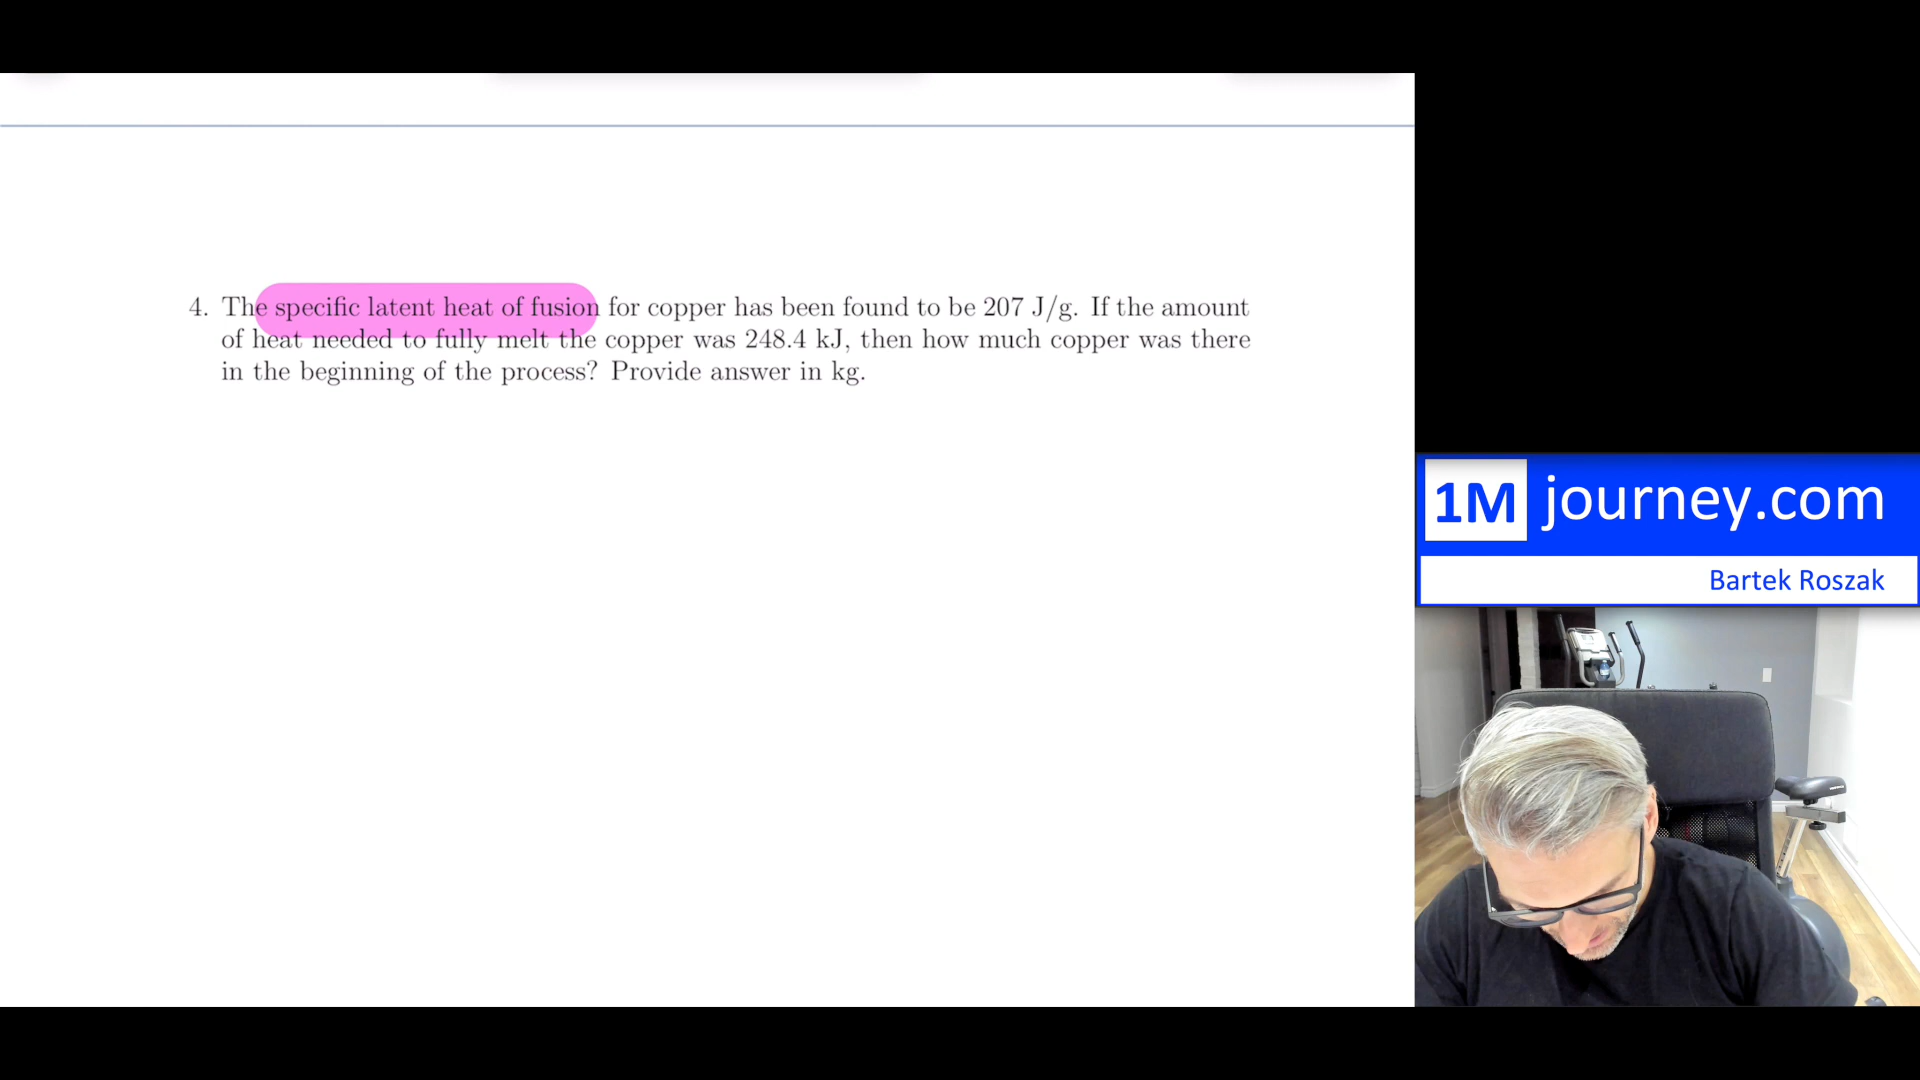 4. The specific latent heat of fusion for copper has been found to be 207 J/g. If the amount
of heat needed to fully melt the copper was 248.4 kJ, then how much copper was there
in the beginning of the process? Provide answer in kg.
1M journey.com
Bartek Roszak